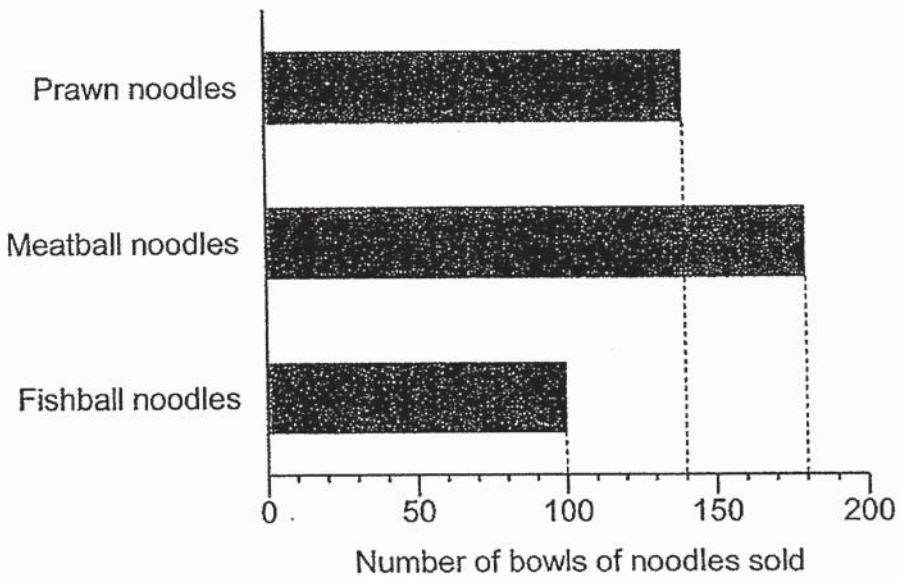 Prawn noodles
Meatball noodles
Fishball noodles
0 50 100 150 200
Number of bowls of noodles sold